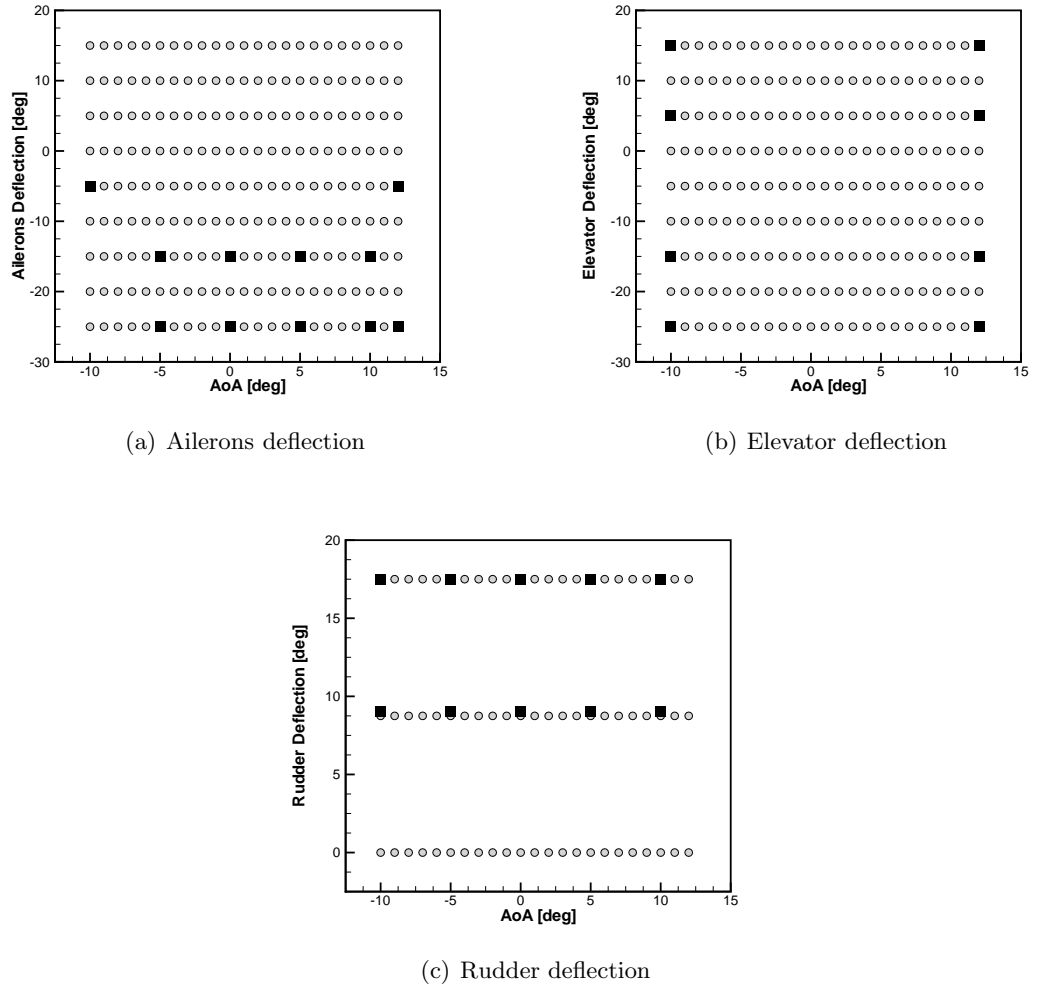 20
10
0
-10
-20
-30
Ailerons Deflection [deg]
-10 -5 0 5 10 15
AoA [deg]
(a) Ailerons deflection
20
10
0
-10
-20
-30
Elevator Deflection [deg]
-10 -5 0 5 10 15
AoA [deg]
(b) Elevator deflection
20
15
10
5
0
Rudder Deflection [deg]
-10 -5 0 5 10 15
AoA [deg]
(c) Rudder deflection